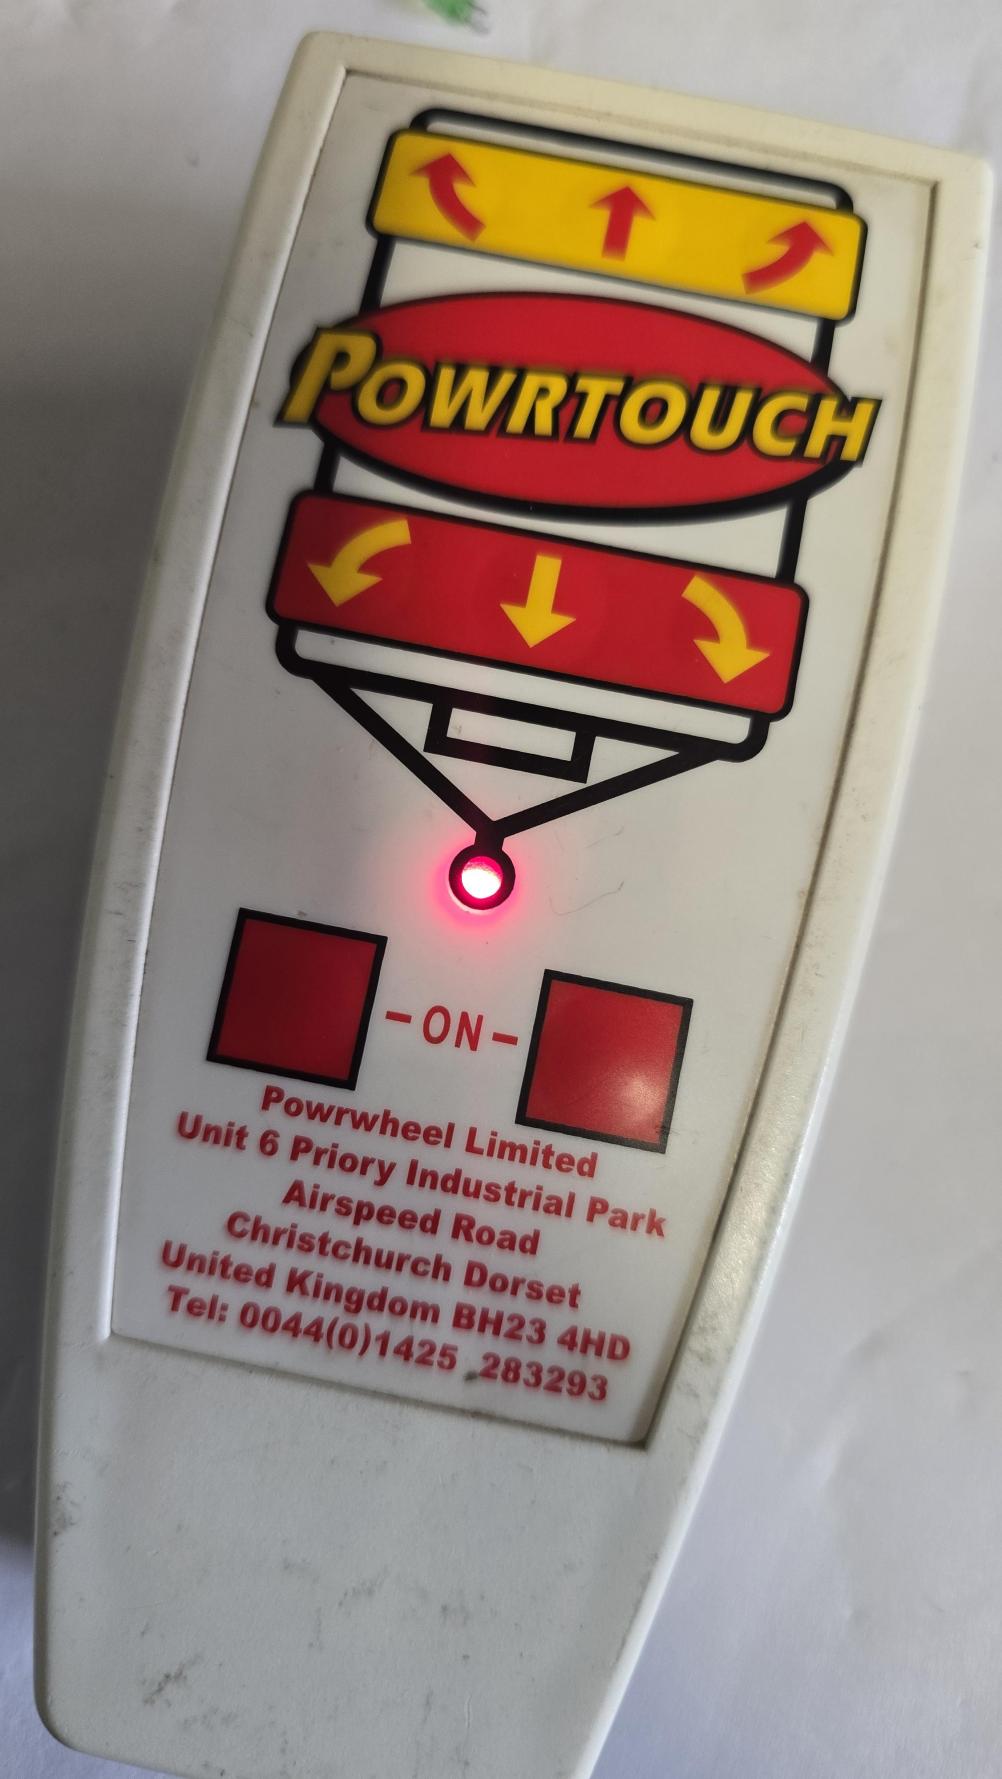 POWRTOUCH
-ON-
Powrwheel Limited
Unit 6 Priory Industrial Park
Airspeed Road
Christchurch Dorset
United Kingdom BH23 4HD
Tel: 0044(0)1425 283293